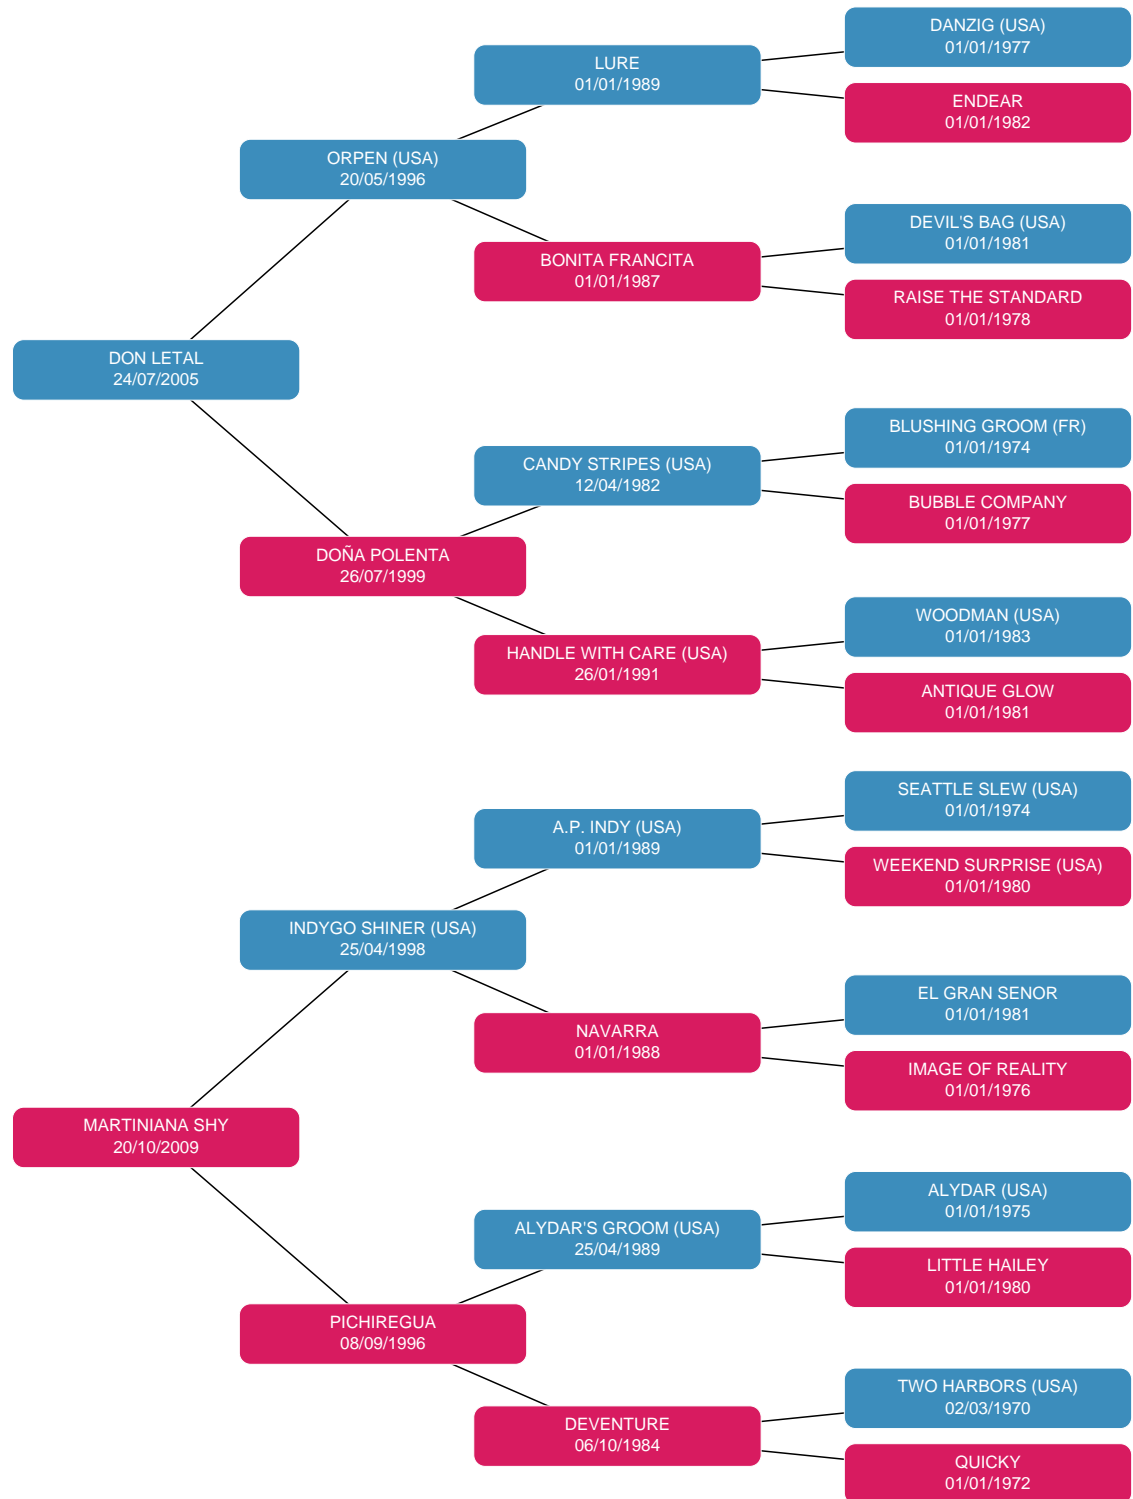 DANZIG (USA)
01/01/1977
LURE
01/01/1989
ENDEAR
01/01/1982
ORPEN (USA)
20/05/1996
DEVIL'S BAG (USA)
01/01/1981
BONITA FRANCITA
01/01/1987
RAISE THE STANDARD
01/01/1978
DON LETAL
24/07/2005
BLUSHING GROOM (FR)
01/01/1974
CANDY STRIPES (USA)
12/04/1982
BUBBLE COMPANY
01/01/1977
DOÑA POLENTA
26/07/1999
WOODMAN (USA)
01/01/1983
HANDLE WITH CARE (USA)
26/01/1991
ANTIQUE GLOW
01/01/1981
SEATTLE SLEW (USA)
01/01/1974
A.P. INDY (USA)
01/01/1989
WEEKEND SURPRISE (USA)
01/01/1980
INDYGO SHINER (USA)
25/04/1998
EL GRAN SENOR
01/01/1981
NAVARRA
01/01/1988
IMAGE OF REALITY
01/01/1976
MARTINIANA SHY
20/10/2009
ALYDAR (USA)
01/01/1975
ALYDAR'S GROOM (USA)
25/04/1989
LITTLE HAILEY
01/01/1980
PICHIREGUA
08/09/1996
TWO HARBORS (USA)
02/03/1970
DEVENTURE
06/10/1984
QUICKY
01/01/1972